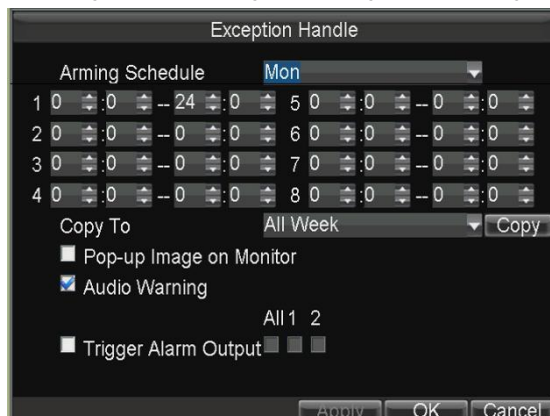 Exception Handle
Arming Schedule Mon
1 0 :0 -- 24 :0 5 0 :0 -- 0 :0
2 0 :0 -- 0 :0 6 0 :0 -- 0 :0
3 0 :0 -- 0 :0 7 0 :0 -- 0 :0
4 0 :0 -- 0 :0 8 0 :0 -- 0 :0
Copy To All Week Copy
Pop-up Image on Monitor
Audio Warning
All 1 2
Trigger Alarm Output
Apply OK Cancel